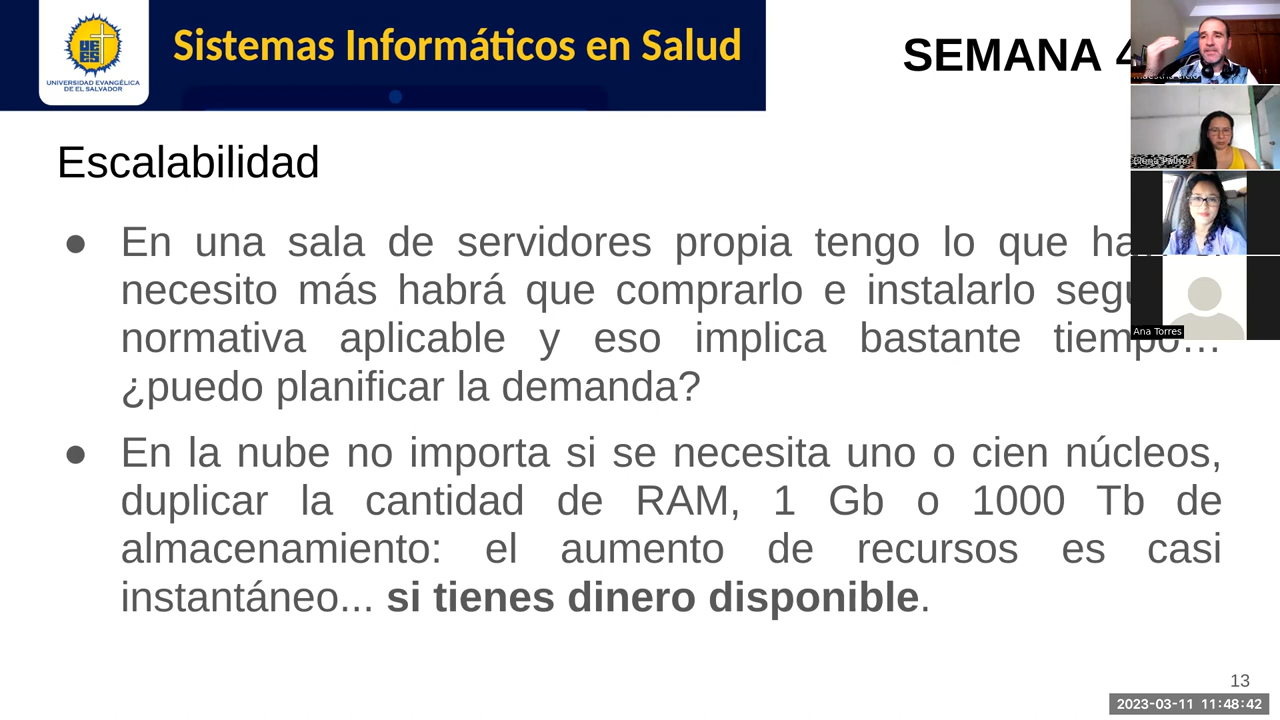 Sistemas Informáticos en Salud
UNIVERSIDAD EVANGÉLICA
DE EL SALVADOR
SEMANA 4
Escalabilidad
● En una sala de servidores propia tengo lo que
necesito más habrá que comprarlo e instalarlo
normativa aplicable y eso implica bastante tiempo...
¿puedo planificar la demanda?
● En la nube no importa si se necesita uno o cien núcleos,
duplicar la cantidad de RAM, 1 Gb o 1000 Tb de
almacenamiento: el aumento de recursos es casi
instantáneo... si tienes dinero disponible.
Ana Torres
13
2023-03-11 11:48:42